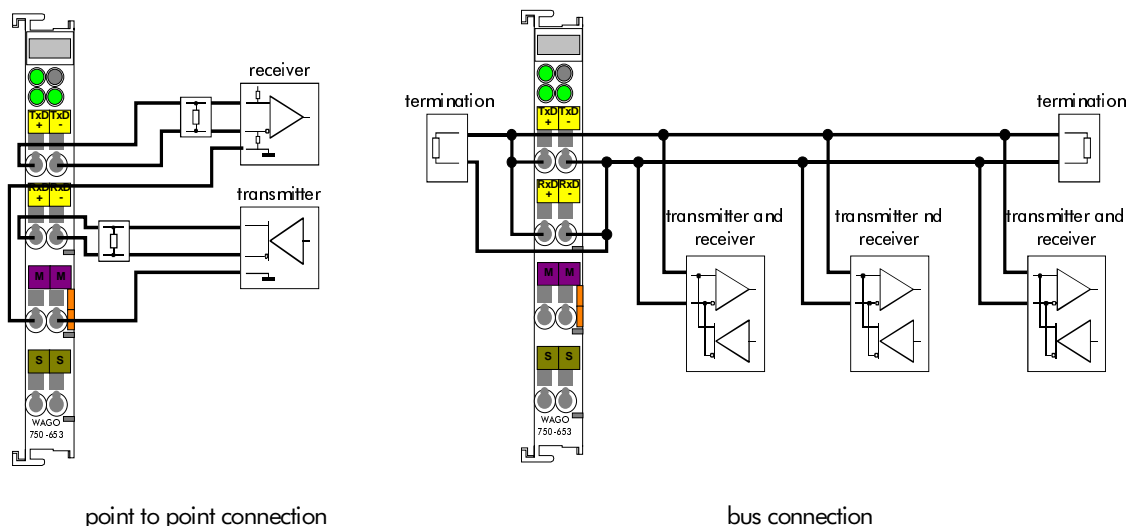 receiver
TxD TxD
+ -
RxD RxD
+ -
transmitter
M M
S S
WAGO
750-653
point to point connection
termination
TxD TxD
+ -
RxD RxD
+ -
M M
S S
WAGO
750-653
termination
transmitter and
receiver
transmitter nd
receiver
transmitter and
receiver
bus connection